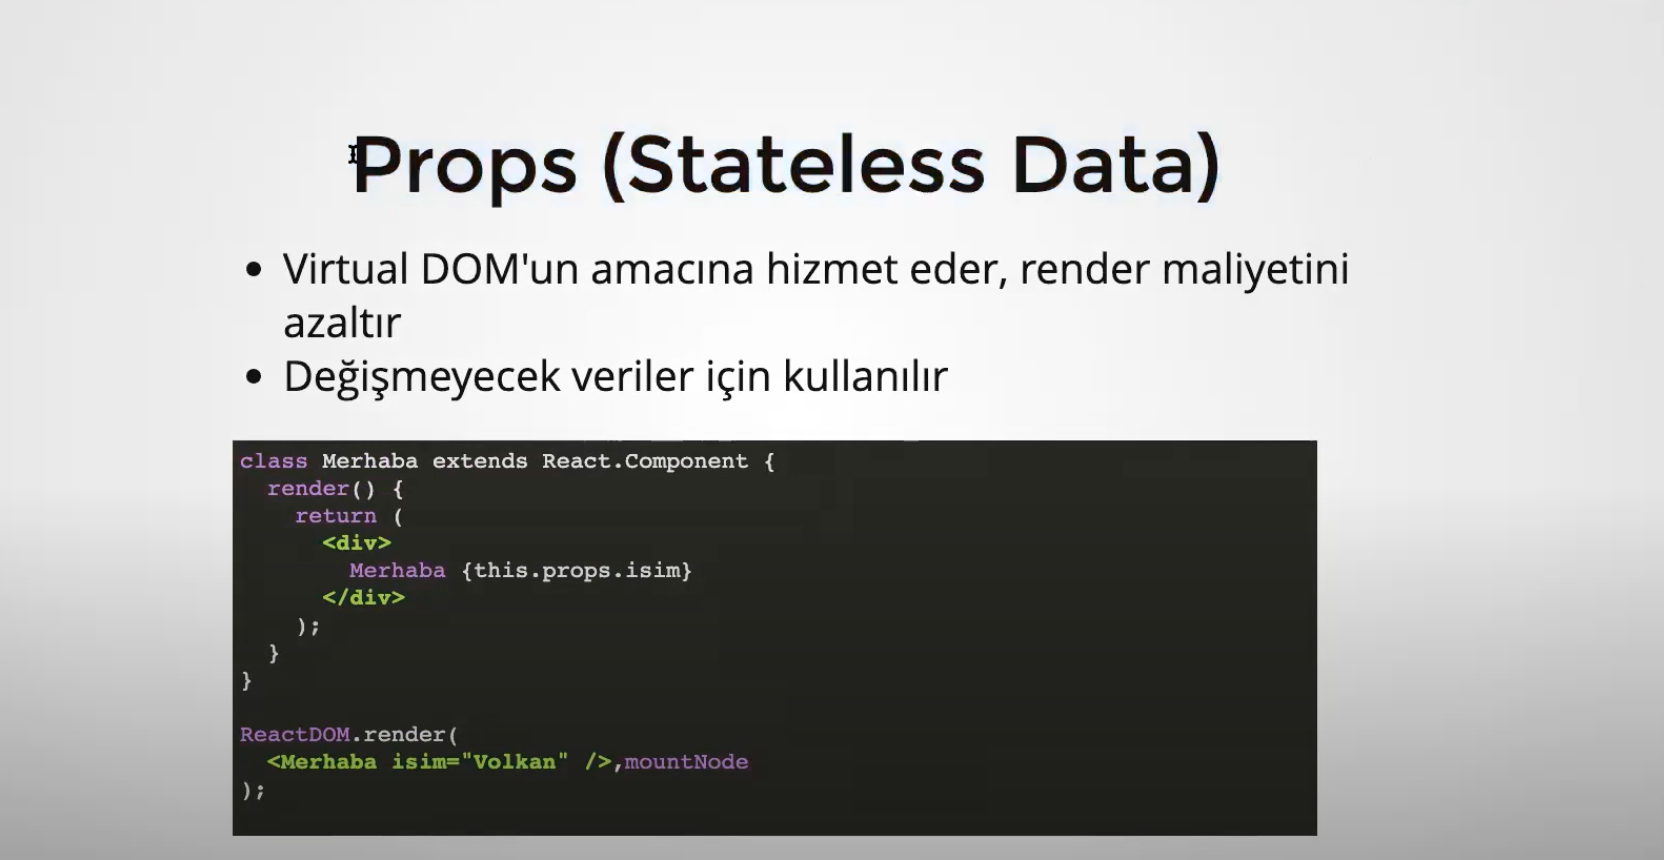 Props (Stateless Data)
• Virtual DOM'un amacına hizmet eder, render maliyetini
azaltır
• Değişmeyecek veriler için kullanılır
class Merhaba extends React.Component {
  render() {
    return (
      <div>
        Merhaba {this.props.isim}
      </div>
    );
  }
}

ReactDOM.render(
  <Merhaba isim="Volkan" />,mountNode
);